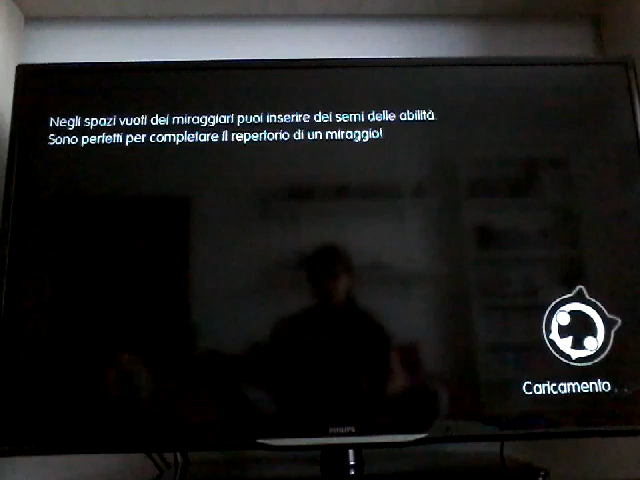 Negli spazi vuoti dei miraggiari puoi inserire dei semi delle abilità.
Sono perfetti per completare il repertorio di un miraggio!
Caricamento . . .
PHILIPS